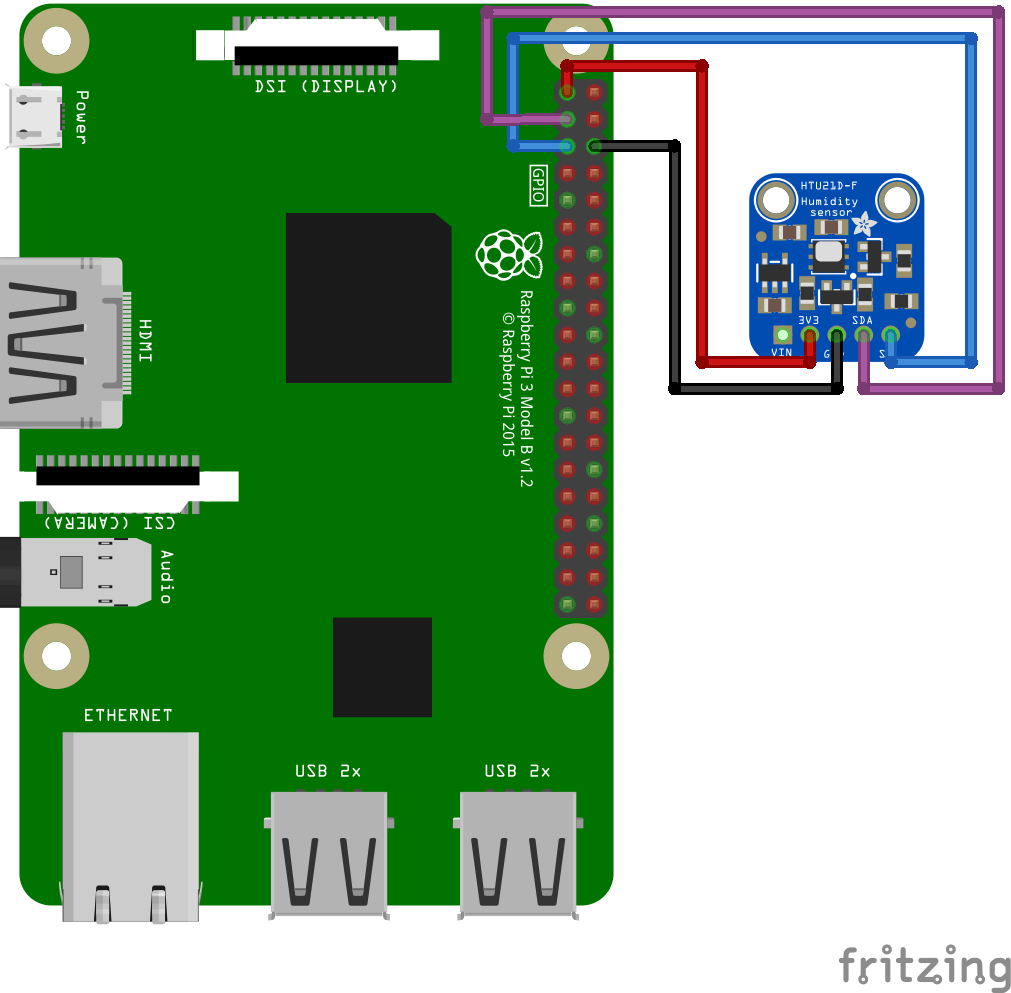 DSI (DISPLAY)
Power
GPIO
HTU21D-F
Humidity
sensor
HDMI
3V3
SDA
VIN
Raspberry Pi 3 Model B v1.2
© Raspberry Pi 2015
CSI (CAMERA)
Audio
ETHERNET
USB 2x
USB 2x
fritzing